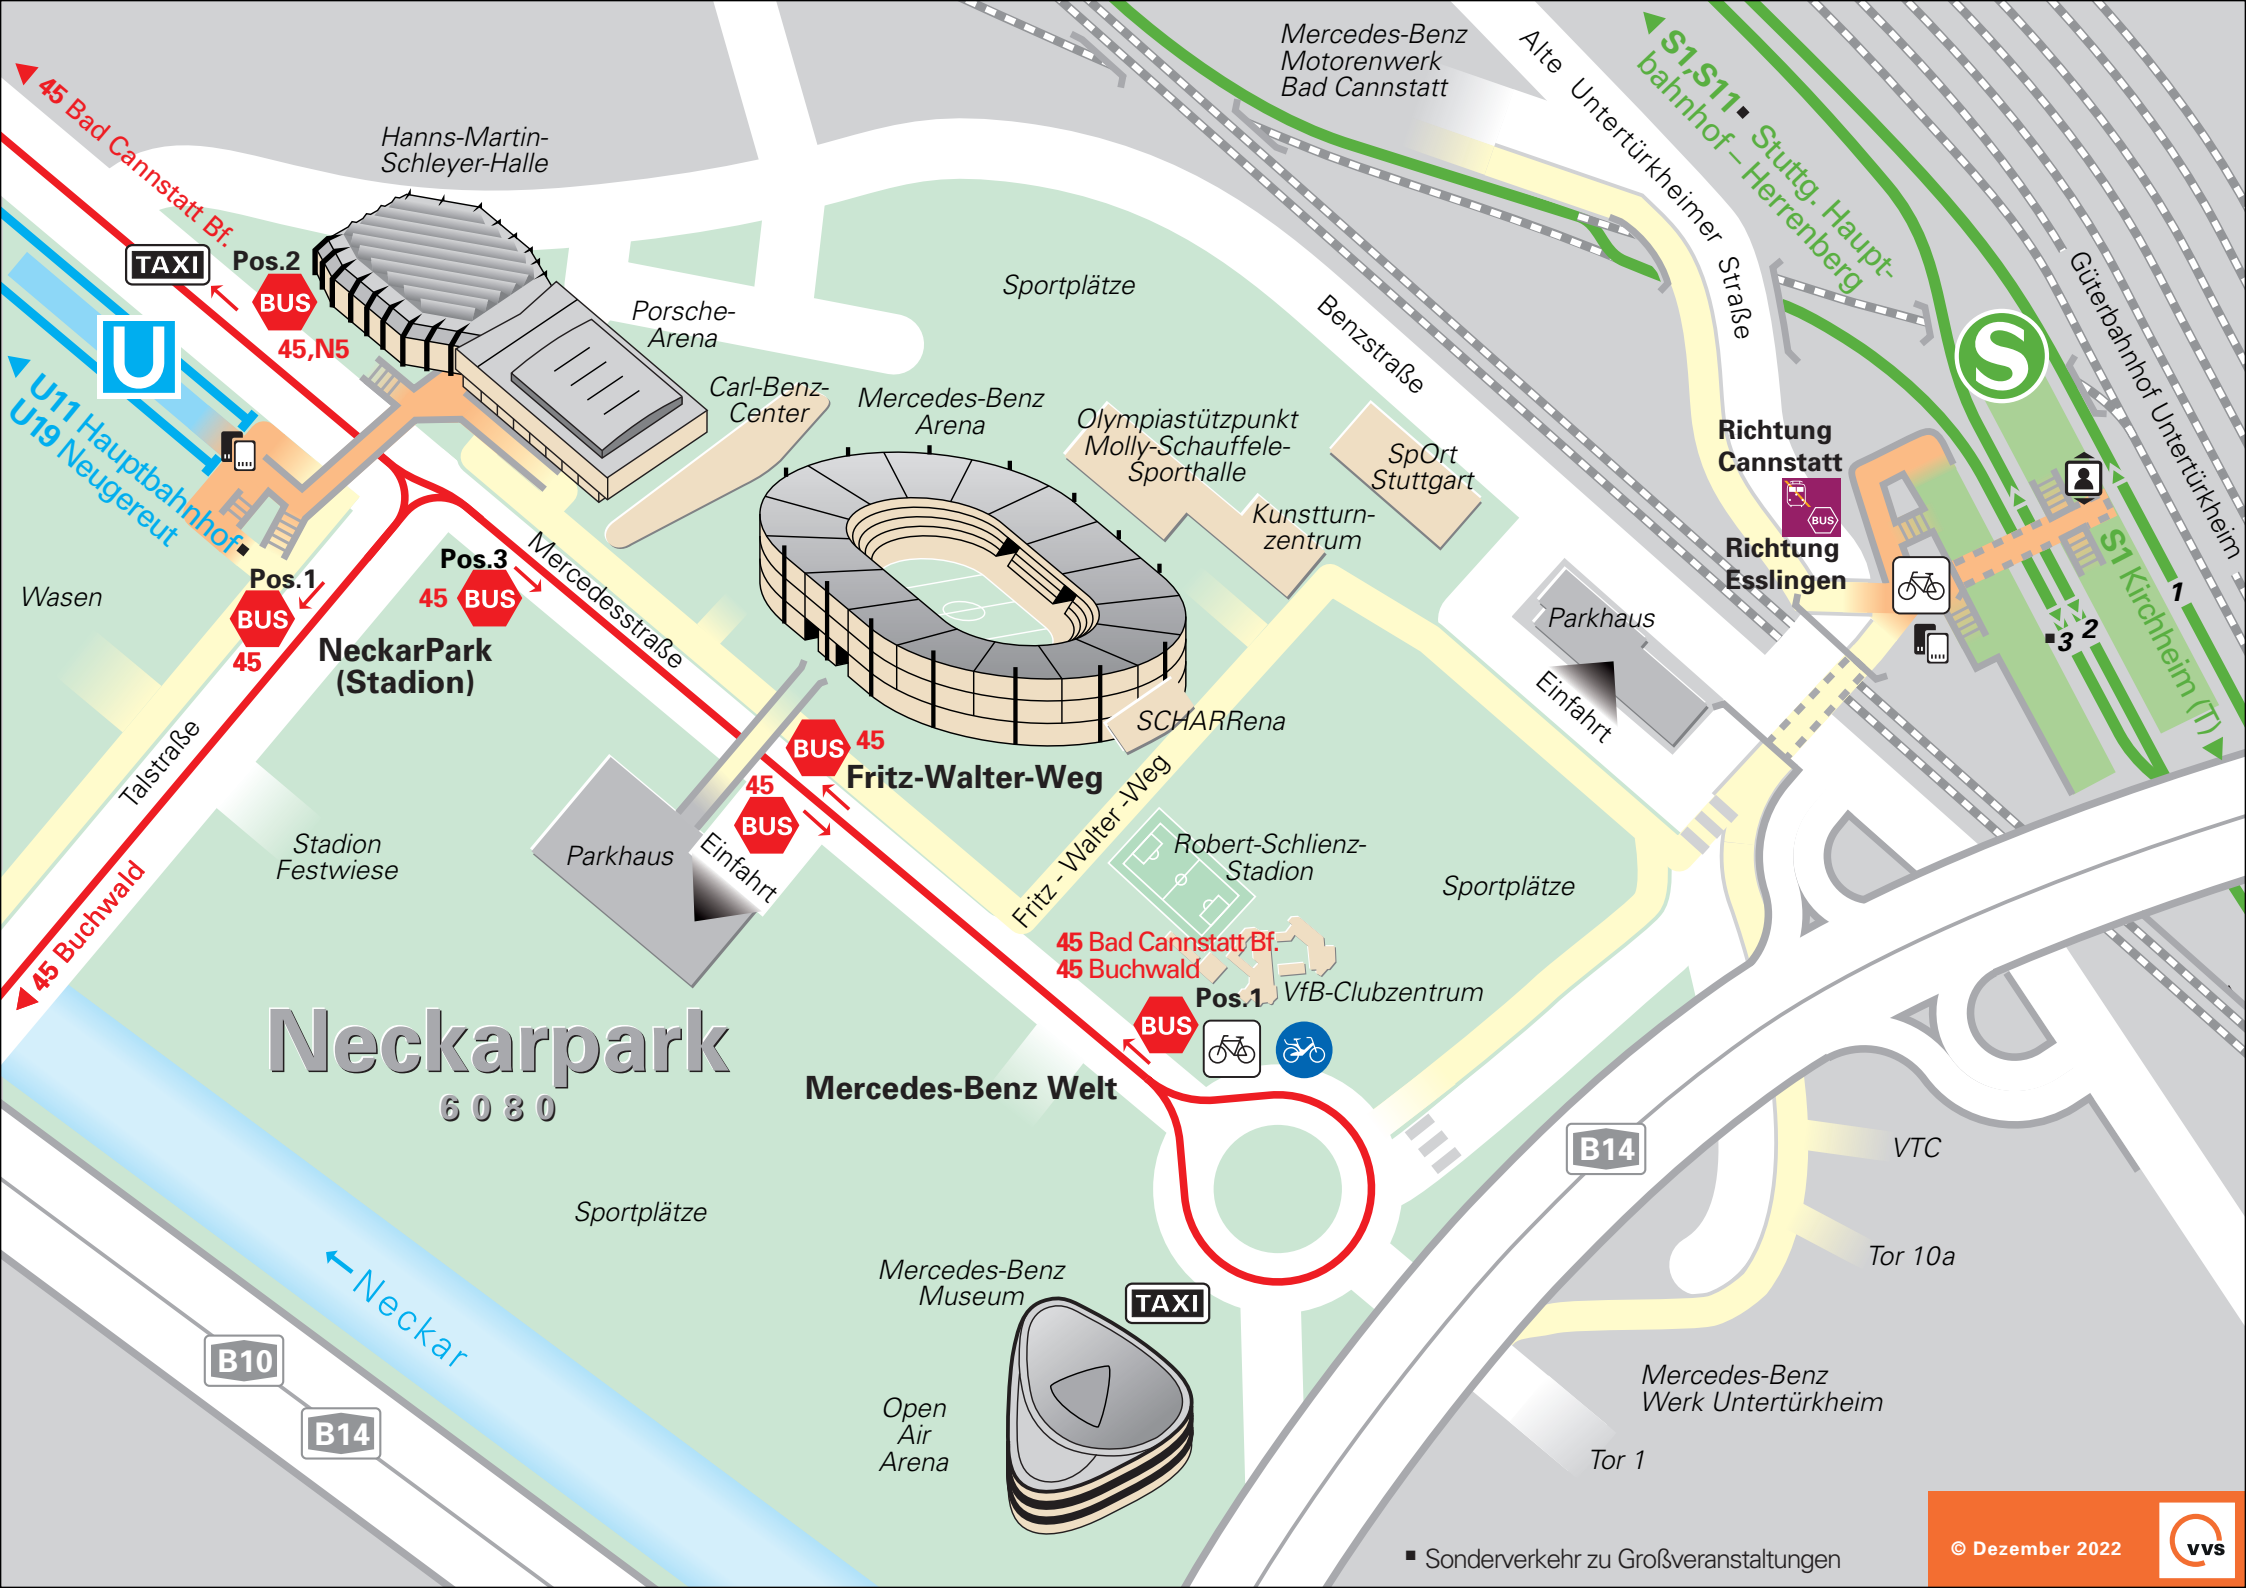 Mercedes-Benz
Motorenwerk
Bad Cannstatt
Alte Untertürkheimer Straße
S1,S11 Stuttg. Haupt-
bahnhof – Herrenberg
Güterbahnhof Untertürkheim
45 Bad Cannstatt Bf.
Hanns-Martin-
Schleyer-Halle
TAXI
Pos.2
BUS
45,N5
U
U11 Hauptbahnhof
U19 Neugereut
Porsche-
Arena
Carl-Benz-
Center
Sportplätze
Benzstraße
Mercedes-Benz
Arena
Olympiastützpunkt
Molly-Schauffele-
Sporthalle
SpOrt
Stuttgart
Kunstturn-
zentrum
S
Richtung
Cannstatt
BUS
Richtung
Esslingen
S1 Kirchheim (T)
1
2
3
Wasen
Pos.1
BUS
45
Pos.3
45
BUS
NeckarPark
(Stadion)
Mercedesstraße
Talstraße
Parkhaus
Einfahrt
SCHARRena
BUS
45
Fritz-Walter-Weg
45
BUS
Fritz - Walter -Weg
Stadion
Festwiese
Parkhaus
Einfahrt
Robert-Schlienz-
Stadion
Sportplätze
45 Buchwald
45 Bad Cannstatt Bf.
45 Buchwald
Pos.1
BUS
VfB-Clubzentrum
Neckarpark
6080
Mercedes-Benz Welt
B14
VTC
Tor 10a
Sportplätze
Neckar
Mercedes-Benz
Museum
TAXI
B10
B14
Open
Air
Arena
Mercedes-Benz
Werk Untertürkheim
Tor 1
Sonderverkehr zu Großveranstaltungen
© Dezember 2022
vvs